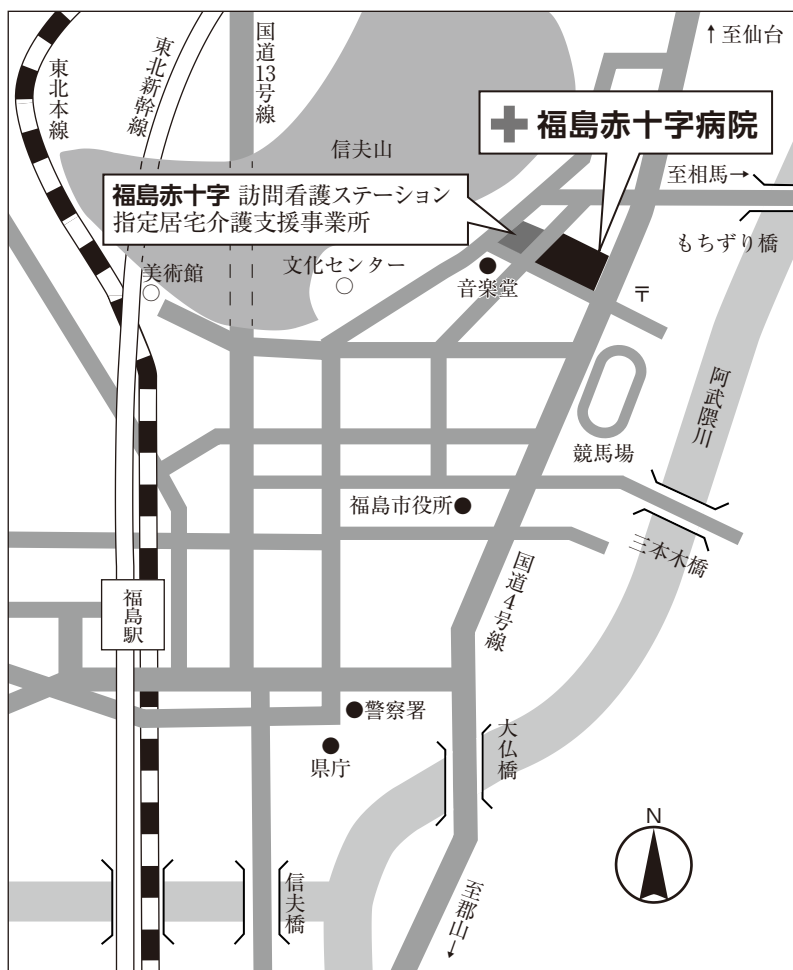 ↑至仙台
国道13号線
東北新幹線
東北本線
信夫山
福島赤十字病院
福島赤十字 訪問看護ステーション
指定居宅介護支援事業所
至相馬→
もちずり橋
美術館
文化センター
音楽堂
〒
阿武隈川
競馬場
福島市役所
三本木橋
国道4号線
福島駅
警察署
県庁
大仏橋
N
信夫橋
至郡山→